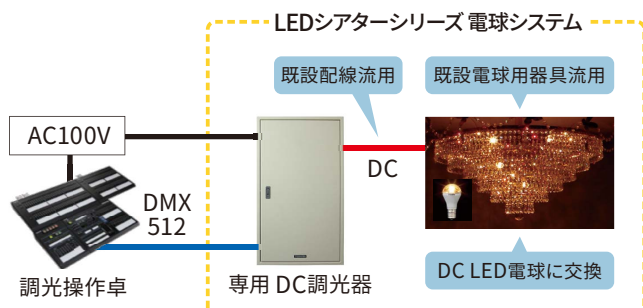 LEDシアターシリーズ 電球システム
既設配線流用
既設電球用器具流用
AC100V
DC
DMX
512
調光操作卓
専用 DC調光器
DC LED電球に交換